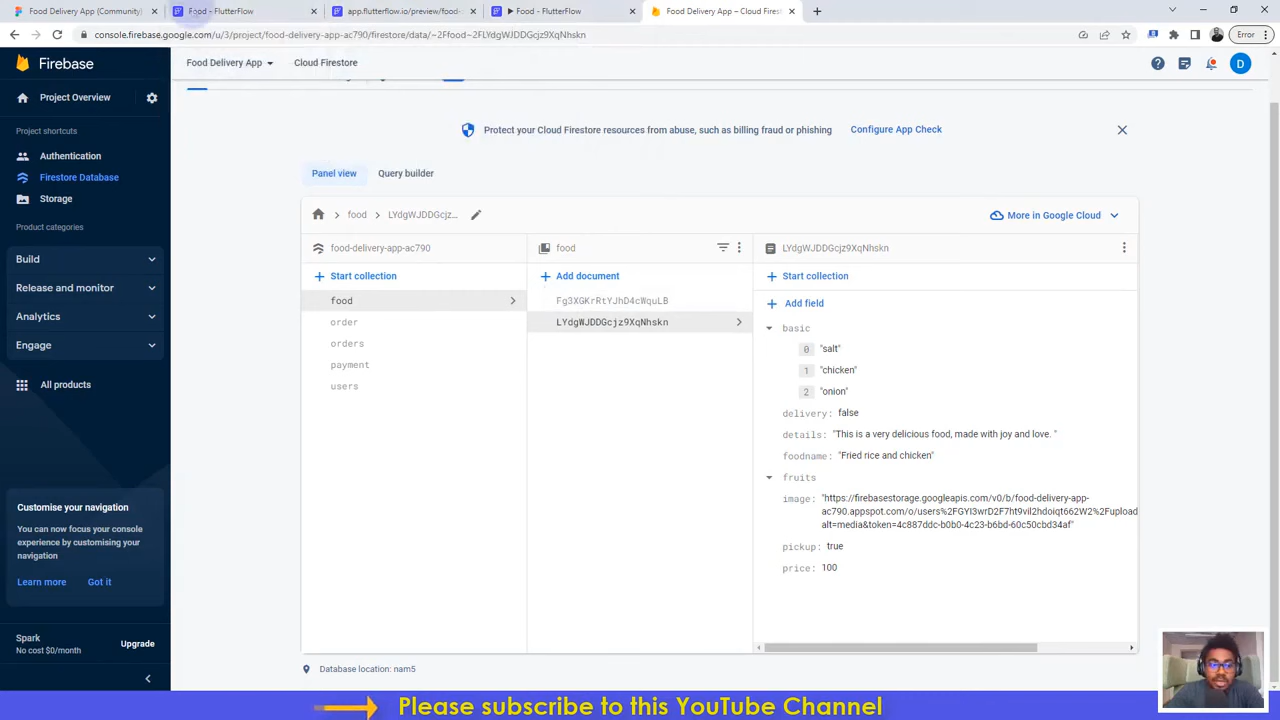 Food Delivery App (Community)
Food - FlutterFlow
app.flutterflow.io/preview/food-
Food - FlutterFlow
Food Delivery App – Cloud Fires
console.firebase.google.com/u/3/project/food-delivery-app-ac790/firestore/data/~2Ffood~2FLYdgWJDDGcjz9XqNhskn
Error
Firebase
Food Delivery App
Cloud Firestore
D
Project Overview
Project shortcuts
Authentication
Firestore Database
Storage
Product categories
Build
Release and monitor
Analytics
Engage
All products
Customise your navigation
You can now focus your console
experience by customising your
navigation
Learn more
Got it
Spark
No cost $0/month
Upgrade
Protect your Cloud Firestore resources from abuse, such as billing fraud or phishing
Configure App Check
Panel view
Query builder
food
LYdgWJDDGcjz...
More in Google Cloud
food-delivery-app-ac790
Start collection
food
order
orders
payment
users
food
Add document
Fg3XGKrRtYJhD4cWquLB
LYdgWJDDGcjz9XqNhskn
LYdgWJDDGcjz9XqNhskn
Start collection
Add field
basic
0 "salt"
1 "chicken"
2 "onion"
delivery: false
details: "This is a very delicious food, made with joy and love. "
foodname: "Fried rice and chicken"
fruits
image: "https://firebasestorage.googleapis.com/v0/b/food-delivery-app-
ac790.appspot.com/o/users%2FGYI3wrD2F7ht9vil2hdoiqt662W2%2Fupload
alt=media&token=4c887ddc-b0b0-4c23-b6bd-60c50cbd34af"
pickup: true
price: 100
Database location: nam5
Please subscribe to this YouTube Channel